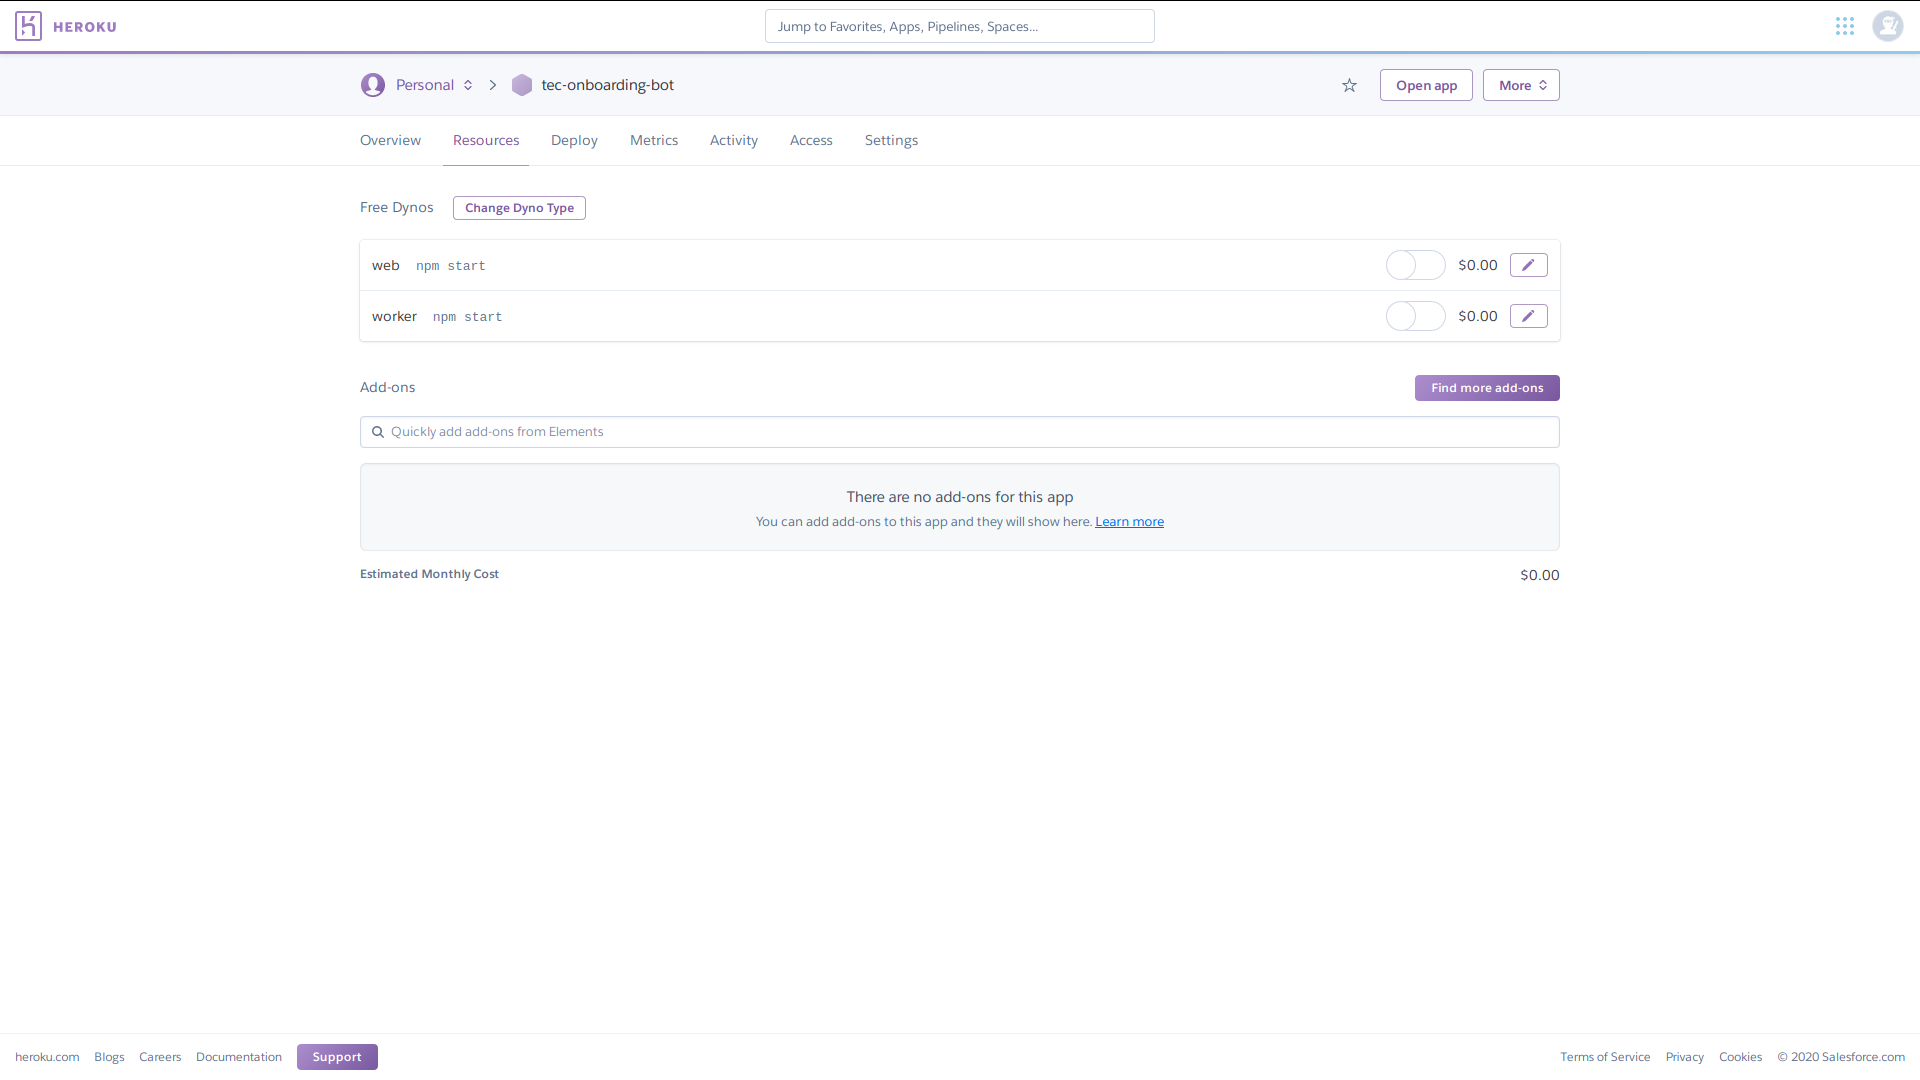 HEROKU
Jump to Favorites, Apps, Pipelines, Spaces...
Personal
tec-onboarding-bot
Open app
More
Overview
Resources
Deploy
Metrics
Activity
Access
Settings
Free Dynos
Change Dyno Type
web npm start
$0.00
worker npm start
$0.00
Add-ons
Find more add-ons
Quickly add add-ons from Elements
There are no add-ons for this app
You can add add-ons to this app and they will show here. Learn more
Estimated Monthly Cost
$0.00
heroku.com
Blogs
Careers
Documentation
Support
Terms of Service
Privacy
Cookies
© 2020 Salesforce.com